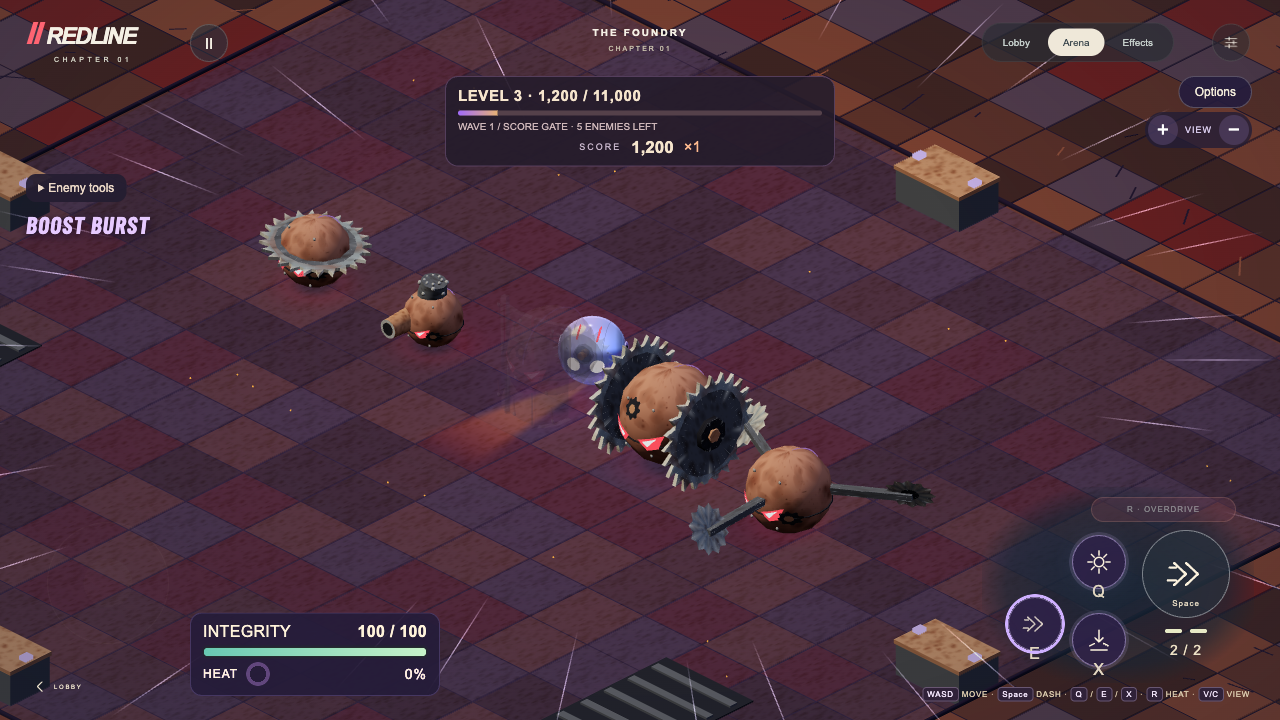 REDLINE
CHAPTER 01
THE FOUNDRY
CHAPTER 01
Lobby Arena Effects
Options
+ VIEW −
LEVEL 3 · 1,200 / 11,000
WAVE 1 / SCORE GATE · 5 ENEMIES LEFT
SCORE 1,200 ×1
Enemy tools
BOOST BURST
R · OVERDRIVE
Q
Space
E
X
2 / 2
INTEGRITY 100 / 100
HEAT 0%
LOBBY
WASD MOVE · Space DASH · Q / E / X · R HEAT · V/C VIEW